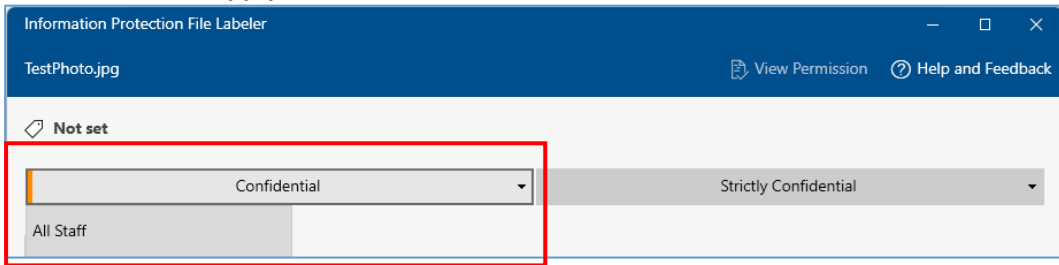 Information Protection File Labeler
TestPhoto.jpg View Permission Help and Feedback
Not set
Confidential Strictly Confidential
All Staff